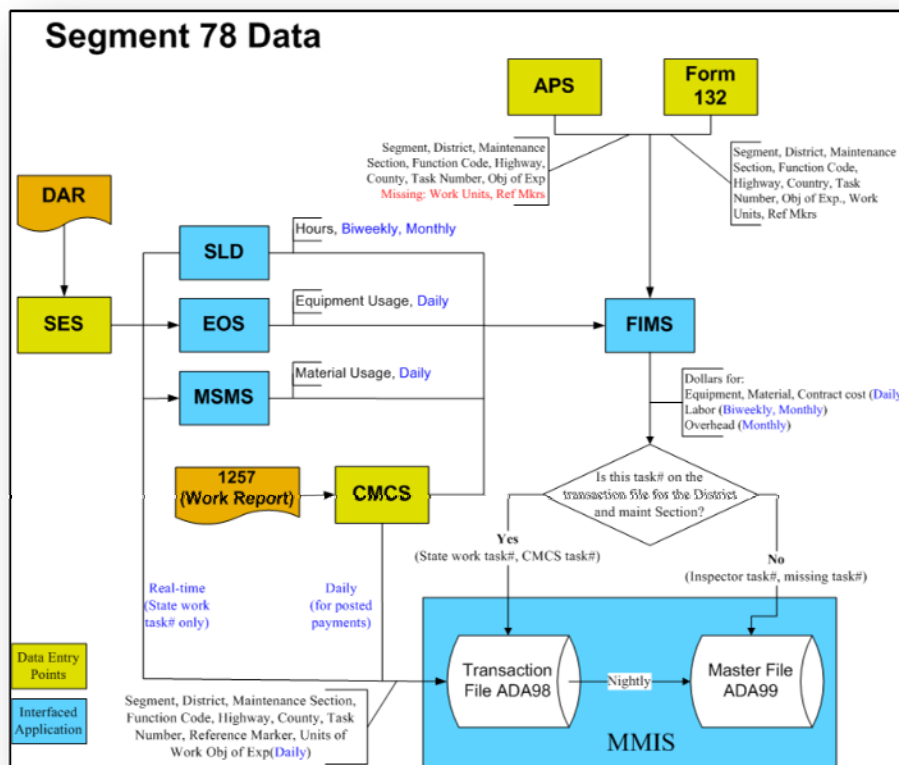 Segment 78 Data
APS
Form
132
Segment, District, Maintenance
Section, Function Code, Highway,
County, Task Number, Obj of Exp
Missing: Work Units, Ref Mkrs
Segment, District, Maintenance
Section, Function Code,
Highway, Country, Task
Number, Obj of Exp., Work
Units, Ref Mkrs
DAR
SES
SLD
Hours, Biweekly, Monthly
EOS
Equipment Usage, Daily
MSMS
Material Usage, Daily
FIMS
Dollars for:
Equipment, Material, Contract cost (Daily
Labor (Biweekly, Monthly)
Overhead (Monthly)
1257
(Work Report)
CMCS
Is this task# on the
transaction file for the District
and maint Section?
Yes
(State work task#, CMCS task#)
No
(Inspector task#, missing task#)
Real-time
(State work
task# only)
Daily
(for posted
payments)
Transaction
File ADA98
Nightly
Master File
ADA99
MMIS
Data Entry
Points
Interfaced
Application
Segment, District, Maintenance Section,
Function Code, Highway, County, Task
Number, Reference Marker, Units of
Work Obj of Exp(Daily)